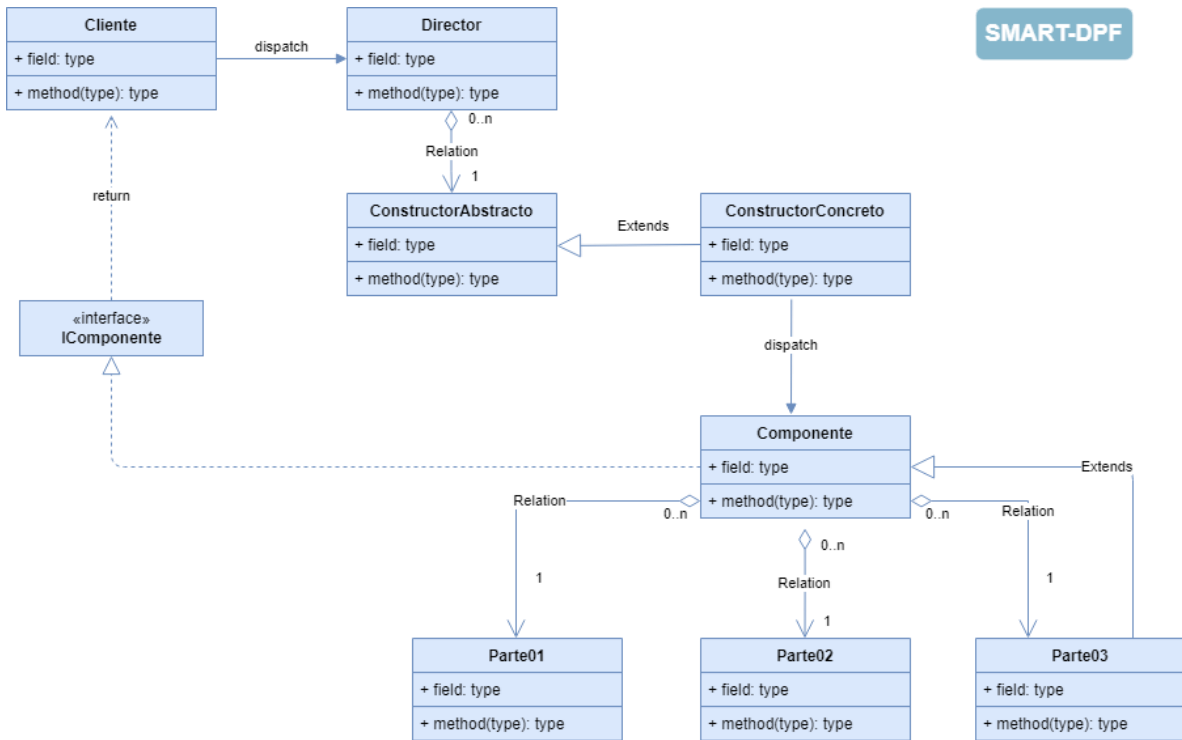 Cliente
+ field: type
+ method(type): type
dispatch
Director
+ field: type
+ method(type): type
SMART-DPF
0..n
Relation
1
return
ConstructorAbstracto
+ field: type
+ method(type): type
Extends
ConstructorConcreto
+ field: type
+ method(type): type
«interface»
IComponente
dispatch
Componente
+ field: type
+ method(type): type
Extends
Relation
0..n
0..n
Relation
0..n
Relation
1
1
1
Parte01
+ field: type
+ method(type): type
Parte02
+ field: type
+ method(type): type
Parte03
+ field: type
+ method(type): type